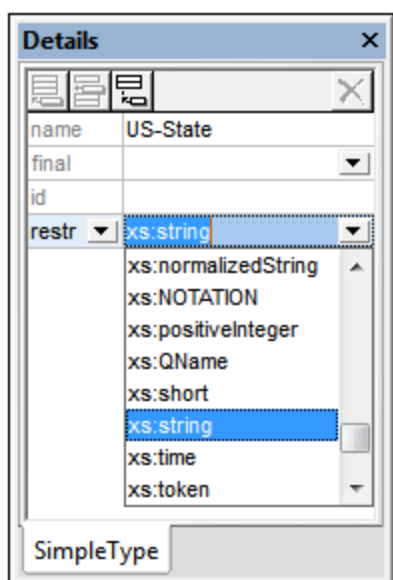 Details
name US-State
final
id
restr xs:string
xs:normalizedString
xs:NOTATION
xs:positiveInteger
xs:QName
xs:short
xs:string
xs:time
xs:token
SimpleType